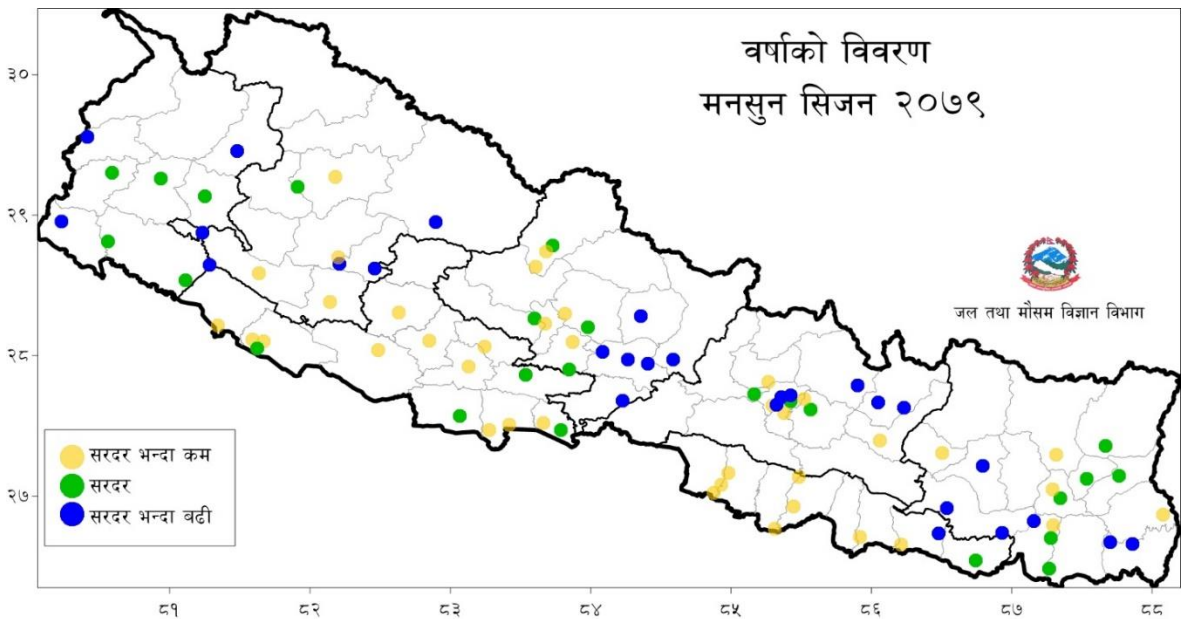 वर्षाको विवरण
मनसुन सिजन २०७९
३०
२९
२८
२७
जल तथा मौसम विज्ञान विभाग
सरदर भन्दा कम
सरदर
सरदर भन्दा वढी
८१ ८२ ८३ ८४ ८५ ८६ ८७ ८८